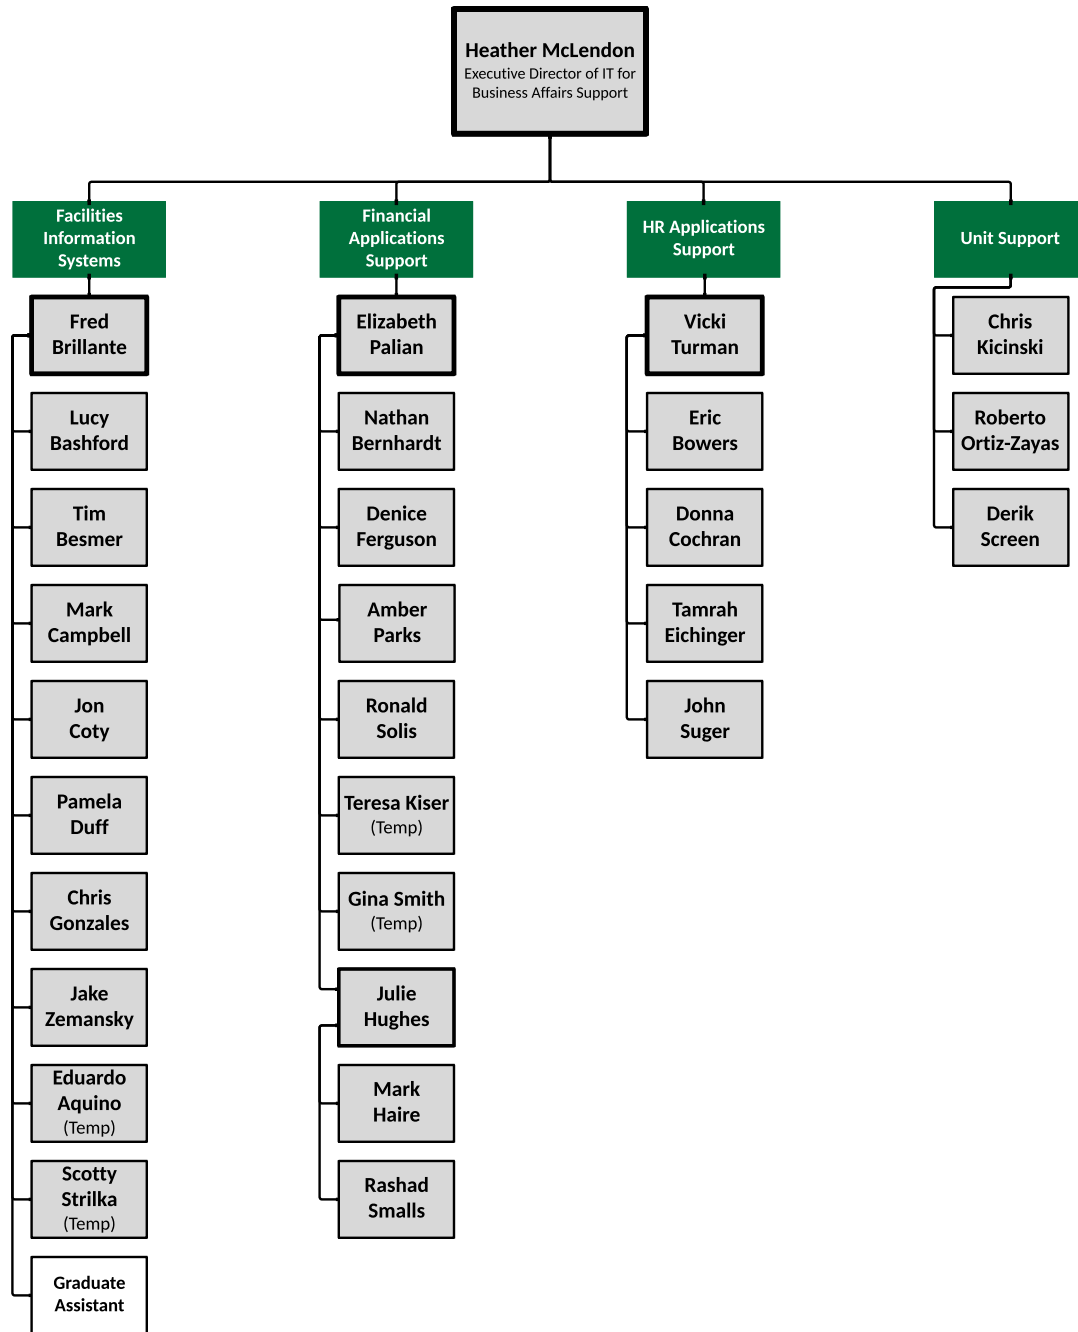 Heather McLendon
Executive Director of IT for
Business Affairs Support
Facilities
Information
Systems
Fred
Brillante
Lucy
Bashford
Tim
Besmer
Mark
Campbell
Jon
Coty
Pamela
Duff
Chris
Gonzales
Jake
Zemansky
Eduardo
Aquino
(Temp)
Scotty
Strilka
(Temp)
Graduate
Assistant
Financial
Applications
Support
Elizabeth
Palian
Nathan
Bernhardt
Denice
Ferguson
Amber
Parks
Ronald
Solis
Teresa Kiser
(Temp)
Gina Smith
(Temp)
Julie
Hughes
Mark
Haire
Rashad
Smalls
HR Applications
Support
Vicki
Turman
Eric
Bowers
Donna
Cochran
Tamrah
Eichinger
John
Suger
Unit Support
Chris
Kicinski
Roberto
Ortiz-Zayas
Derik
Screen